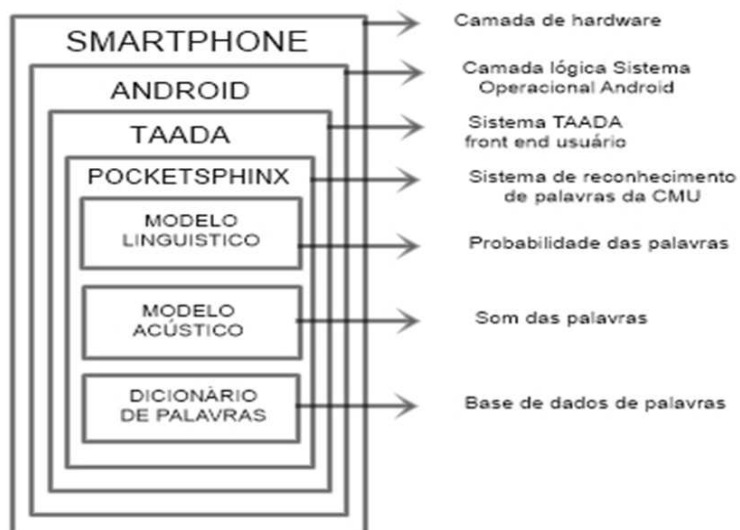 SMARTPHONE
Camada de hardware
ANDROID
Camada lógica Sistema
Operacional Android
TAADA
Sistema TAADA
front end usuário
POCKETSPHINX
Sistema de reconhecimento
de palavras da CMU
MODELO
LINGUISTICO
Probabilidade das palavras
MODELO
ACÚSTICO
Som das palavras
DICIONÀRIO
DE PALAVRAS
Base de dados de palavras